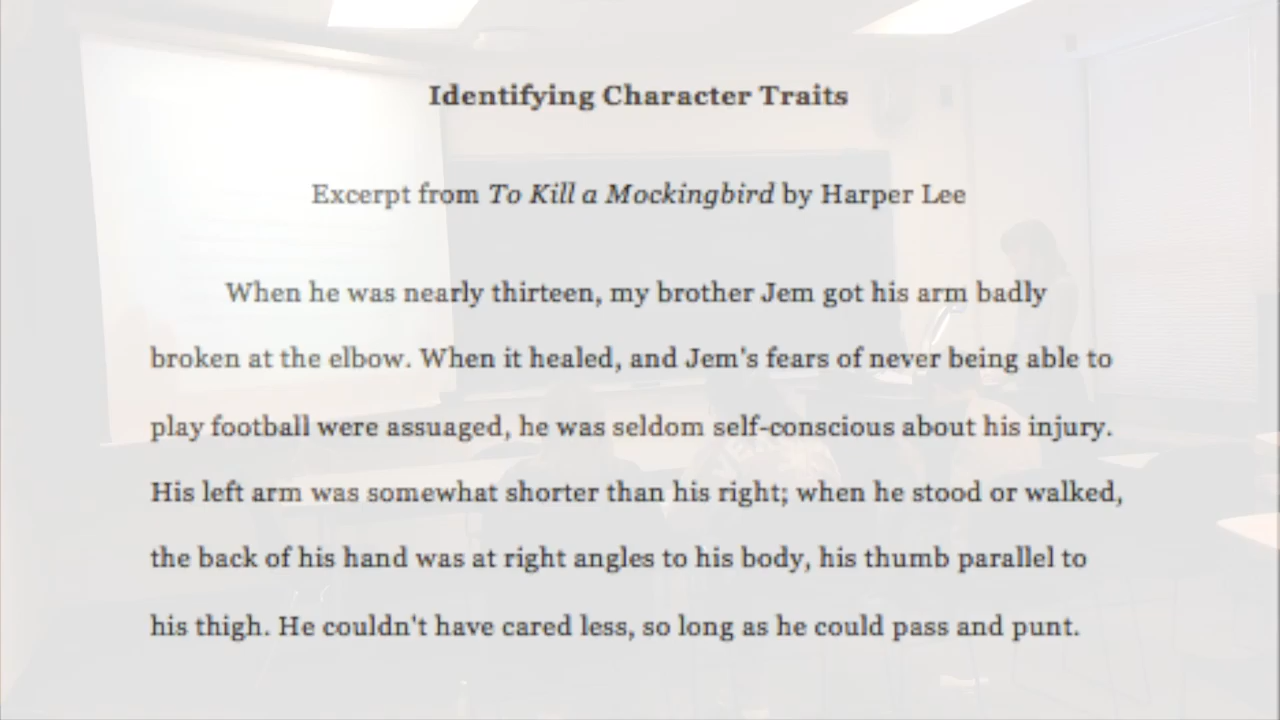 Identifying Character Traits
Excerpt from To Kill a Mockingbird by Harper Lee
When he was nearly thirteen, my brother Jem got his arm badly
broken at the elbow. When it healed, and Jem's fears of never being able to
play football were assuaged, he was seldom self-conscious about his injury.
His left arm was somewhat shorter than his right; when he stood or walked,
the back of his hand was at right angles to his body, his thumb parallel to
his thigh. He couldn't have cared less, so long as he could pass and punt.